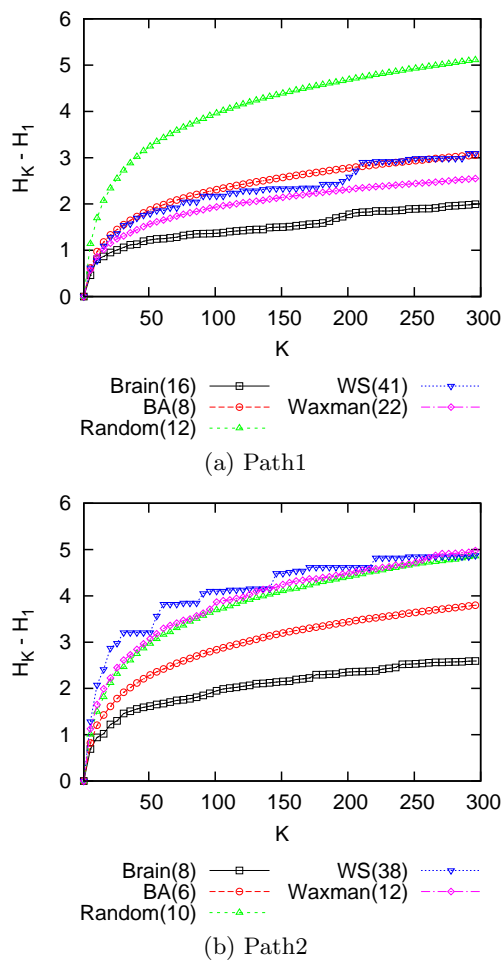 6
5
4
3
2
1
0
H_K - H_1
50 100 150 200 250 300
K
Brain(16) WS(41)
BA(8) Waxman(22)
Random(12)
(a) Path1
6
5
4
3
2
1
0
H_K - H_1
50 100 150 200 250 300
K
Brain(8) WS(38)
BA(6) Waxman(12)
Random(10)
(b) Path2